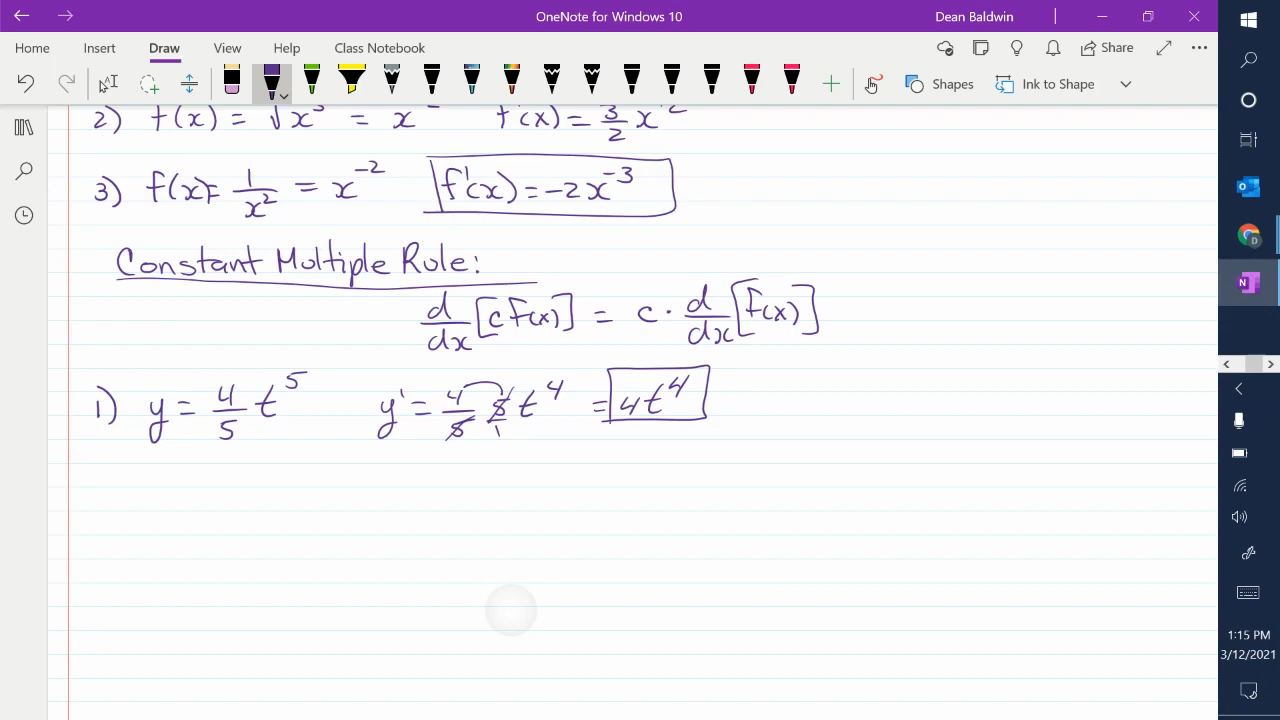 OneNote for Windows 10
Dean Baldwin
Home Insert Draw View Help Class Notebook
Share
Shapes
Ink to Shape
2) f(x) = √x³ = x f'(x) = 3/2 x
3) f(x) = 1/x² = x⁻² f'(x) = -2x⁻³
Constant Multiple Rule:
d/dx [c f(x)] = c · d/dx [f(x)]
1) y = 4/5 t⁵ y' = 4/5 · 5/1 t⁴ = 4t⁴
1:15 PM
3/12/2021